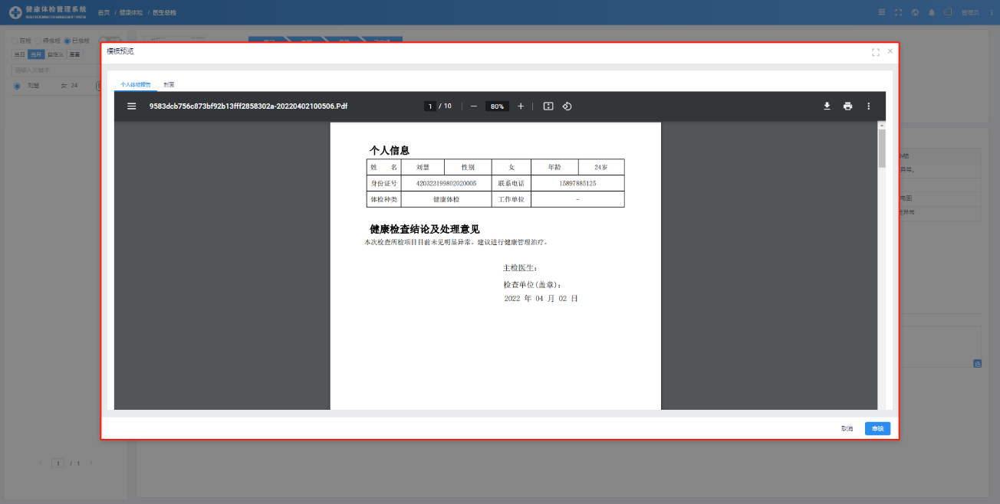 健康体检管理系统
首页 / 健康体检 / 医生总检
管理员
在检 待总检 已总检
当日 当月 自定义 重置
请输入关键字
刘慧 女 24
< 1 / 1 >
模板预览
个人体检报告 封面
9583dcb756c873bf92b13fff2858302a-20220402100506.Pdf
1 / 10
80%
个人信息
姓 名 刘慧 性别 女 年龄 24岁
身份证号 420323199802020005 联系电话 15897885125
体检种类 健康体检 工作单位 –
健康检查结论及处理意见
本次检查所检项目目前未见明显异常。建议进行健康管理治疗。
主检医生:
检查单位(盖章):
2022 年 04 月 02 日
取消 审核